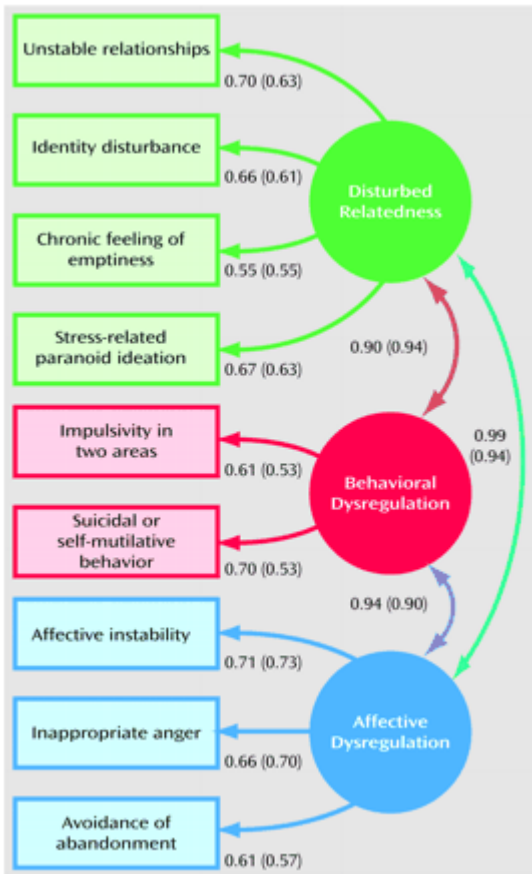 Unstable relationships
0.70 (0.63)
Identity disturbance
0.66 (0.61)
Disturbed
Relatedness
Chronic feeling of
emptiness
0.55 (0.55)
Stress-related
paranoid ideation
0.67 (0.63)
0.90 (0.94)
Impulsivity in
two areas
0.61 (0.53)
0.99
(0.94)
Behavioral
Dysregulation
Suicidal or
self-mutilative
behavior
0.70 (0.53)
0.94 (0.90)
Affective instability
0.71 (0.73)
Inappropriate anger
0.66 (0.70)
Affective
Dysregulation
Avoidance of
abandonment
0.61 (0.57)